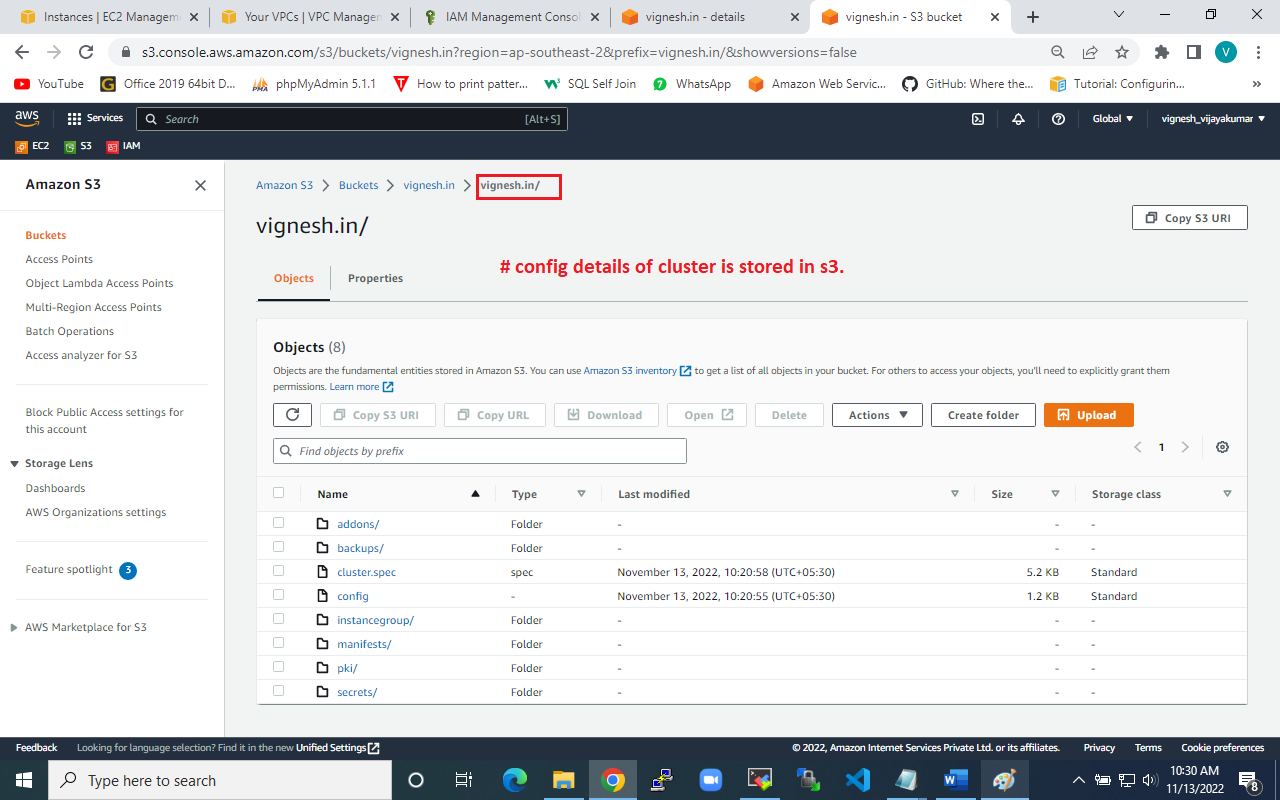 Instances | EC2 Managem
Your VPCs | VPC Managem
IAM Management Consol
vignesh.in - details
vignesh.in - S3 bucket
s3.console.aws.amazon.com/s3/buckets/vignesh.in?region=ap-southeast-2&prefix=vignesh.in/&showversions=false
V
YouTube
Office 2019 64bit D...
phpMyAdmin 5.1.1
How to print patter...
SQL Self Join
WhatsApp
Amazon Web Servic...
GitHub: Where the...
Tutorial: Configurin...
aws
Services
Search
[Alt+S]
Global
vignesh_vijayakumar
EC2
S3
IAM
Amazon S3
Amazon S3
Buckets
vignesh.in
vignesh.in/
vignesh.in/
Copy S3 URI
# config details of cluster is stored in s3.
Buckets
Access Points
Object Lambda Access Points
Multi-Region Access Points
Batch Operations
Access analyzer for S3
Block Public Access settings for
this account
Storage Lens
Dashboards
AWS Organizations settings
Feature spotlight 3
AWS Marketplace for S3
Objects
Properties
Objects (8)
Objects are the fundamental entities stored in Amazon S3. You can use Amazon S3 inventory to get a list of all objects in your bucket. For others to access your objects, you'll need to explicitly grant them
permissions. Learn more
Copy S3 URI
Copy URL
Download
Open
Delete
Actions
Create folder
Upload
Find objects by prefix
1
Name Type Last modified Size Storage class
addons/ Folder - - -
backups/ Folder - - -
cluster.spec spec November 13, 2022, 10:20:58 (UTC+05:30) 5.2 KB Standard
config - November 13, 2022, 10:20:55 (UTC+05:30) 1.2 KB Standard
instancegroup/ Folder - - -
manifests/ Folder - - -
pki/ Folder - - -
secrets/ Folder - - -
Feedback
Looking for language selection? Find it in the new Unified Settings
© 2022, Amazon Internet Services Private Ltd. or its affiliates.
Privacy
Terms
Cookie preferences
Type here to search
10:30 AM
11/13/2022
8